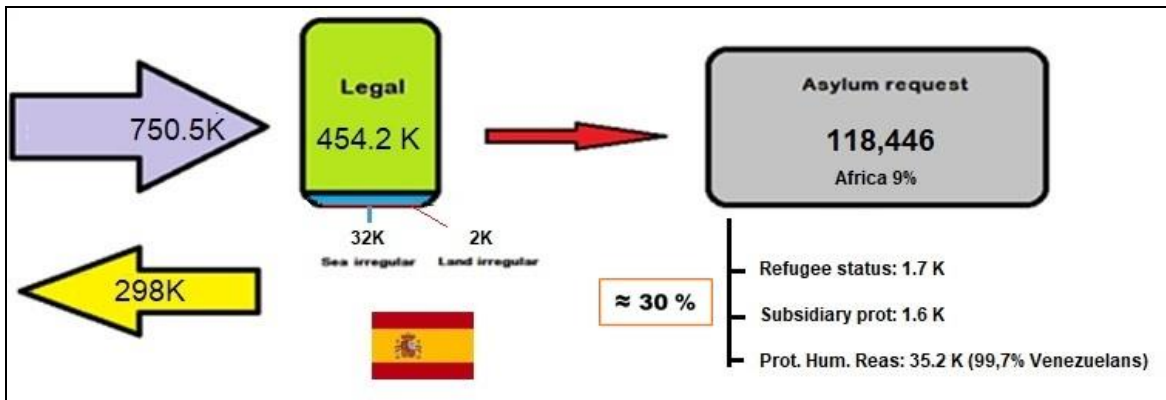 750.5K
298K
Legal
454.2 K
32K
Sea irregular
2K
Land irregular
Asylum request
118,446
Africa 9%
≈ 30 %
Refugee status: 1.7 K
Subsidiary prot: 1.6 K
Prot. Hum. Reas: 35.2 K (99,7% Venezuelans)